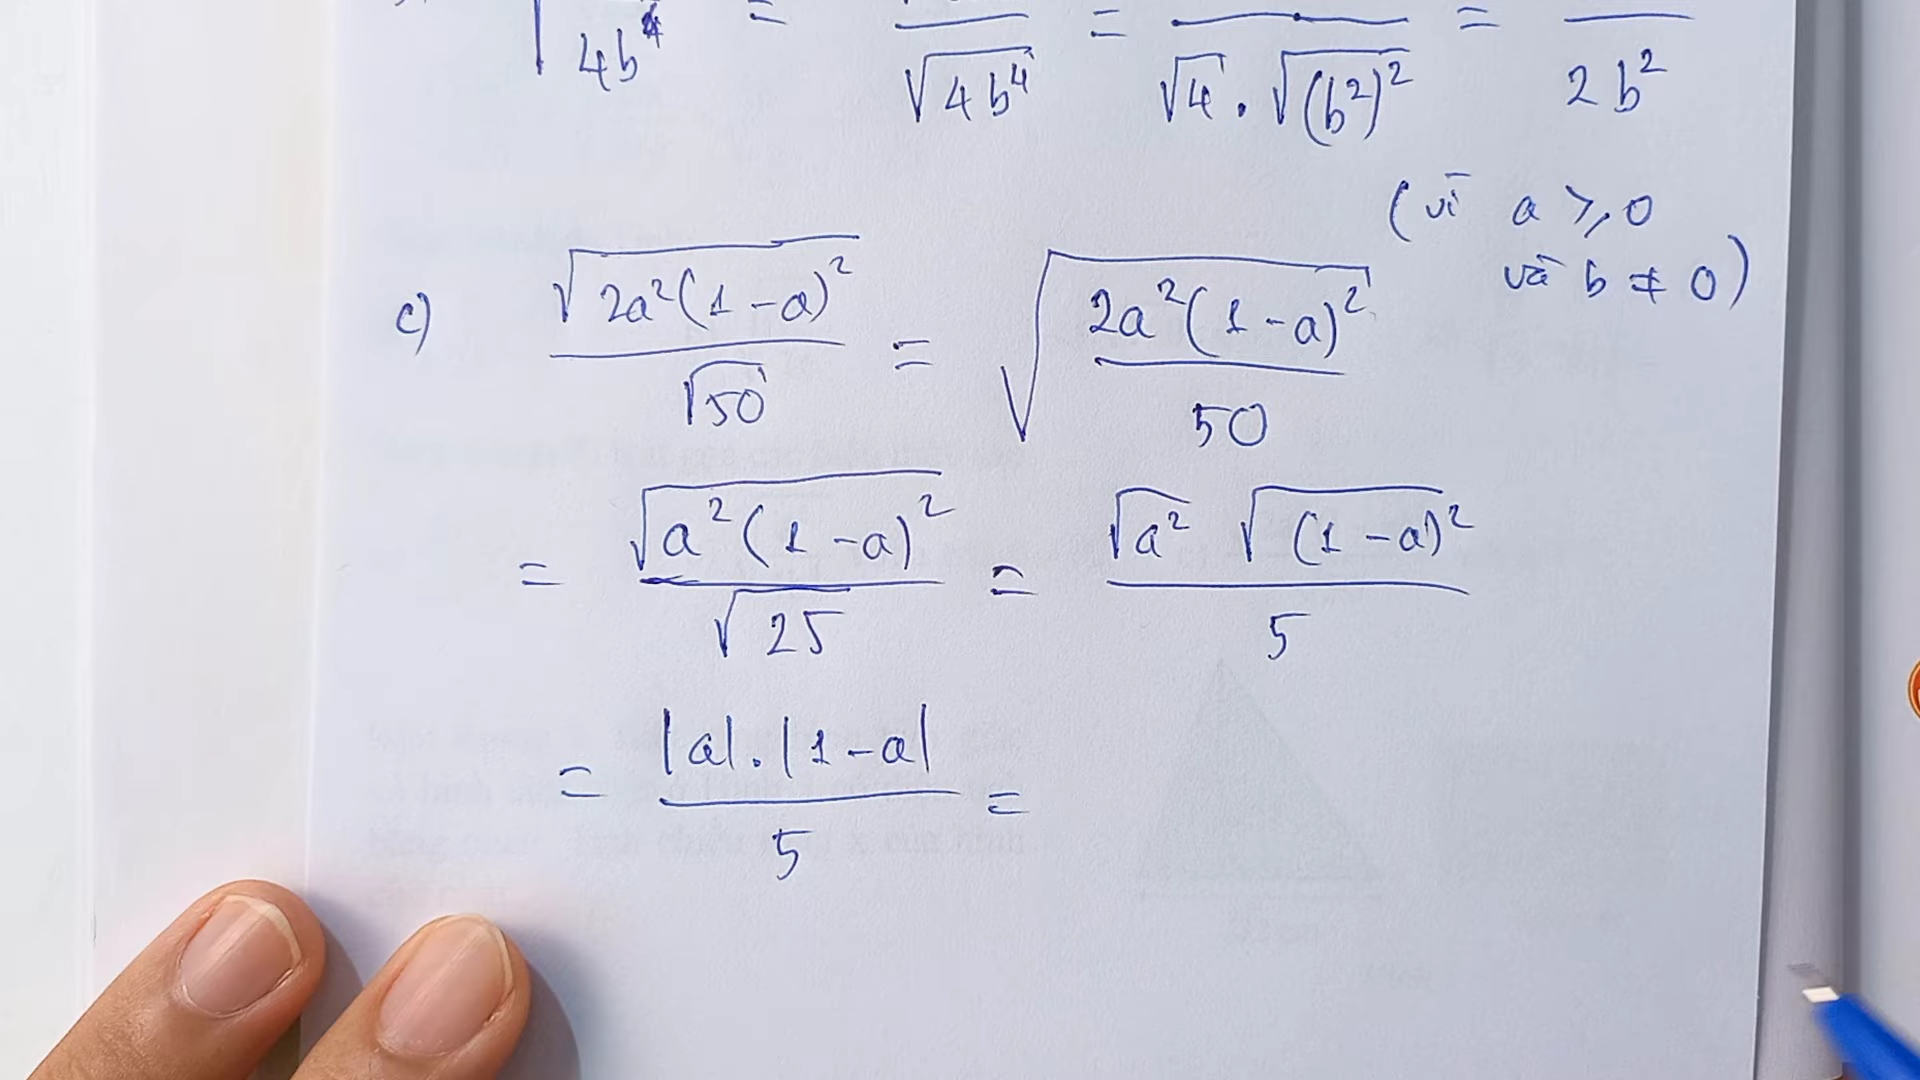 4b⁴ = / √(4b⁴) = / √4 . √(b²)² = / 2b²
(vì a ⩾ 0
và b ≠ 0)
c) √(2a²(1-a)²) / √50 = √(2a²(1-a)² / 50)
= √(a²(1-a)²) / √25 = √a² √(1-a)² / 5
= |a|.|1-a| / 5 =